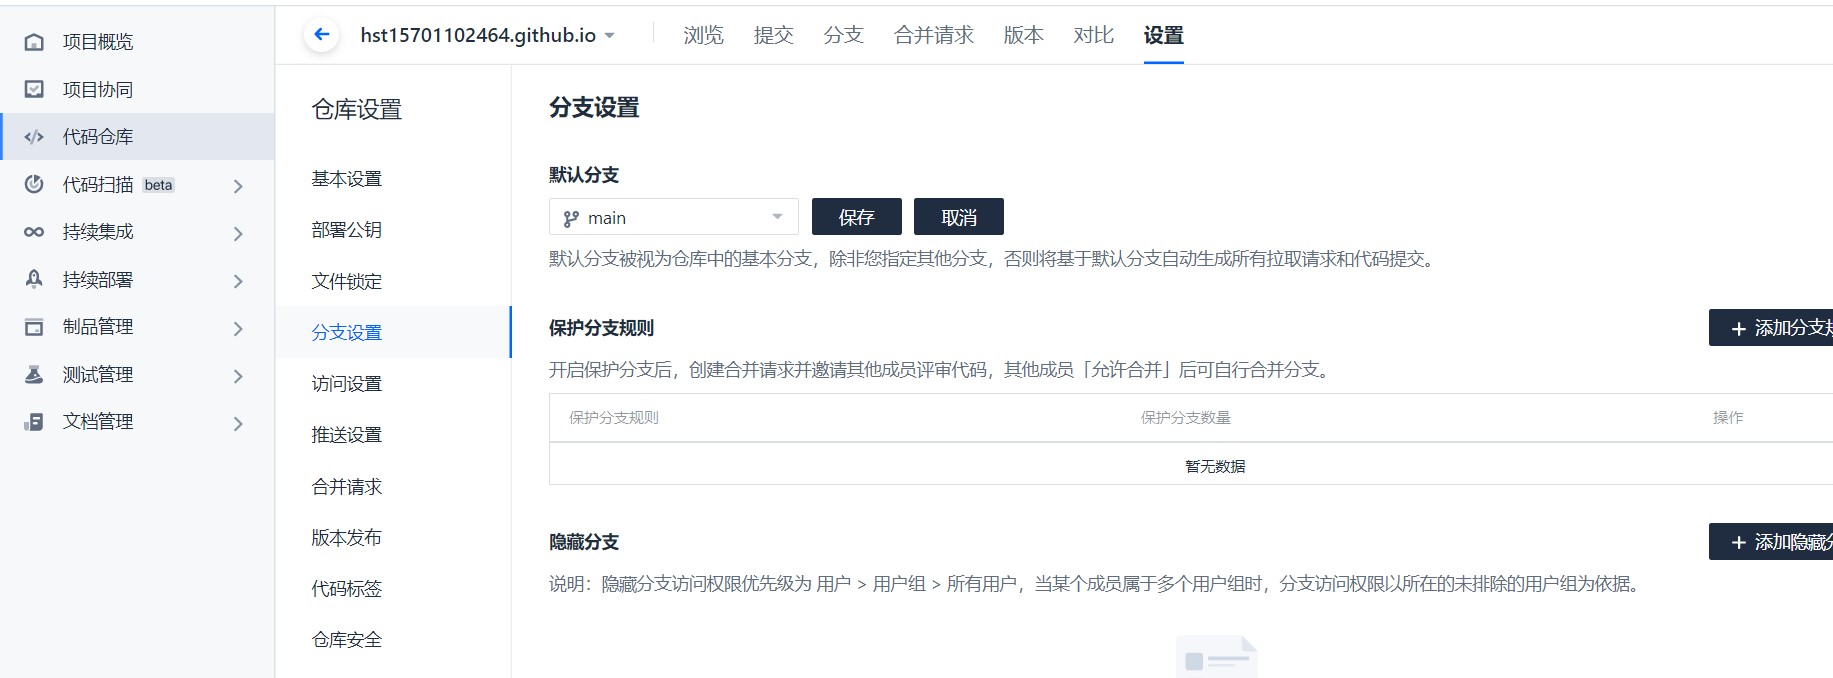 项目概览
项目协同
代码仓库
代码扫描 beta
持续集成
持续部署
制品管理
测试管理
文档管理
hst15701102464.github.io
浏览 提交 分支 合并请求 版本 对比 设置
仓库设置
基本设置
部署公钥
文件锁定
分支设置
访问设置
推送设置
合并请求
版本发布
代码标签
仓库安全
分支设置
默认分支
main 保存 取消
默认分支被视为仓库中的基本分支，除非您指定其他分支，否则将基于默认分支自动生成所有拉取请求和代码提交。
保护分支规则
+ 添加分支规
开启保护分支后，创建合并请求并邀请其他成员评审代码，其他成员「允许合并」后可自行合并分支。
保护分支规则 保护分支数量 操作
暂无数据
隐藏分支
+ 添加隐藏分
说明：隐藏分支访问权限优先级为 用户 > 用户组 > 所有用户，当某个成员属于多个用户组时，分支访问权限以所在的未排除的用户组为依据。